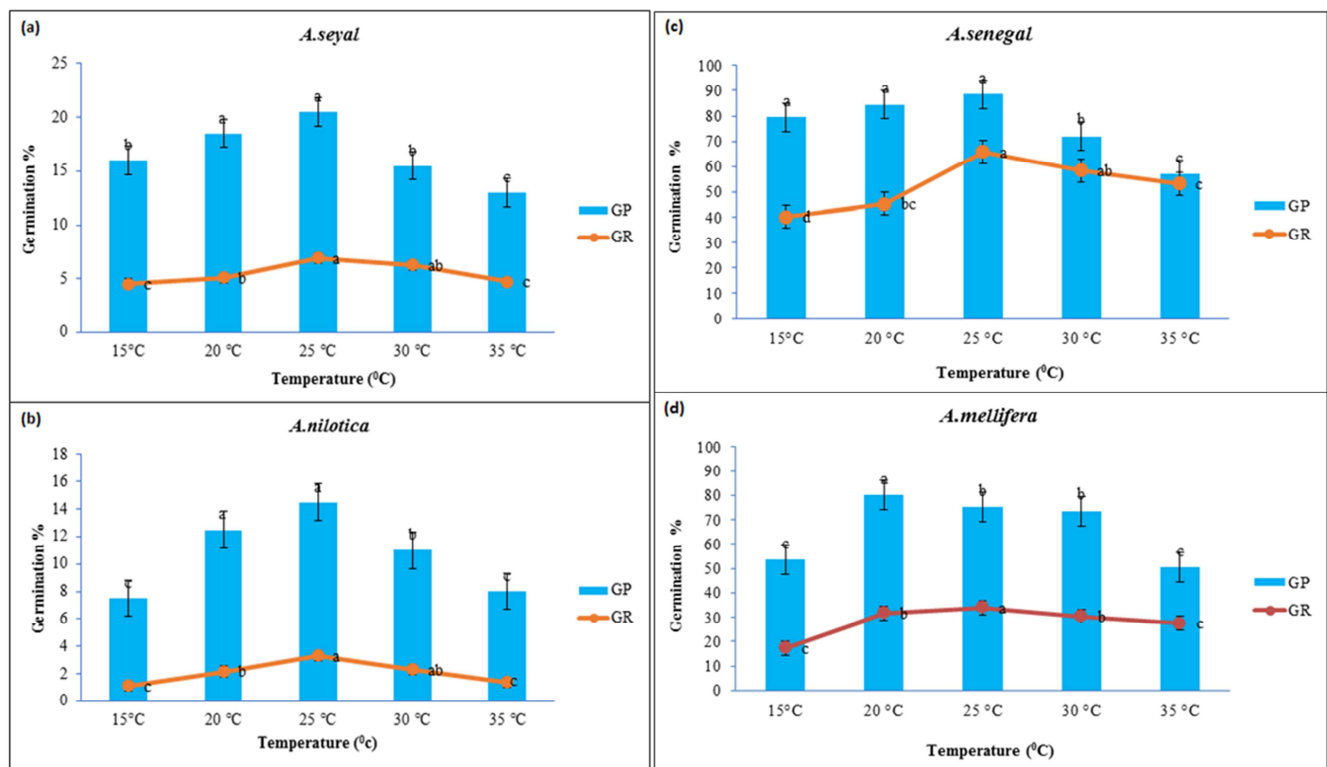 (a)
A.seyal
25
20
15
10
5
0
Germination %
b
a
a
b
c
c
b
a
ab
c
GP
GR
15°C 20 °C 25 °C 30 °C 35 °C
Temperature (⁰C)
(b)
A.nilotica
18
16
14
12
10
8
6
4
2
0
Germination %
c
a
a
b
c
c
b
a
ab
c
GP
GR
15°C 20 °C 25 °C 30 °C 35 °C
Temperature (⁰c)
(c)
A.senegal
100
90
80
70
60
50
40
30
20
10
0
Germination %
a
a
a
b
c
d
bc
a
ab
c
GP
GR
15°C 20 °C 25 °C 30 °C 35 °C
Temperature (⁰C)
(d)
A.mellifera
100
90
80
70
60
50
40
30
20
10
0
Germination %
c
a
b
b
c
c
b
a
b
c
GP
GR
15°C 20 °C 25 °C 30 °C 35 °C
Temperature (⁰C)